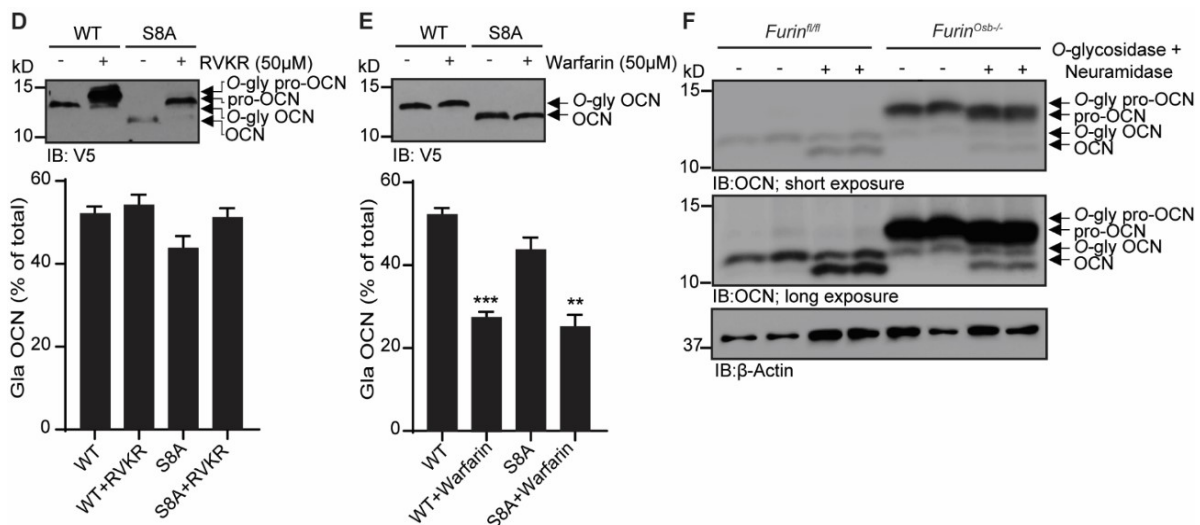 D
WT S8A
- + - + RVKR (50µM)
kD
15
10
O-gly pro-OCN
pro-OCN
O-gly OCN
OCN
IB: V5
Gla OCN (% of total)
60
40
20
0
WT
WT+RVKR
S8A
S8A+RVKR
E
WT S8A
- + - + Warfarin (50µM)
kD
15
10
O-gly OCN
OCN
IB: V5
Gla OCN (% of total)
60
40
20
0
***
**
WT
WT+Warfarin
S8A
S8A+Warfarin
F
Furinfl/fl FurinOsb-/-
O-glycosidase +
- - + + - - + + Neuramidase
kD
15
10
O-gly pro-OCN
pro-OCN
O-gly OCN
OCN
IB:OCN; short exposure
15
10
O-gly pro-OCN
pro-OCN
O-gly OCN
OCN
IB:OCN; long exposure
37
IB:β-Actin